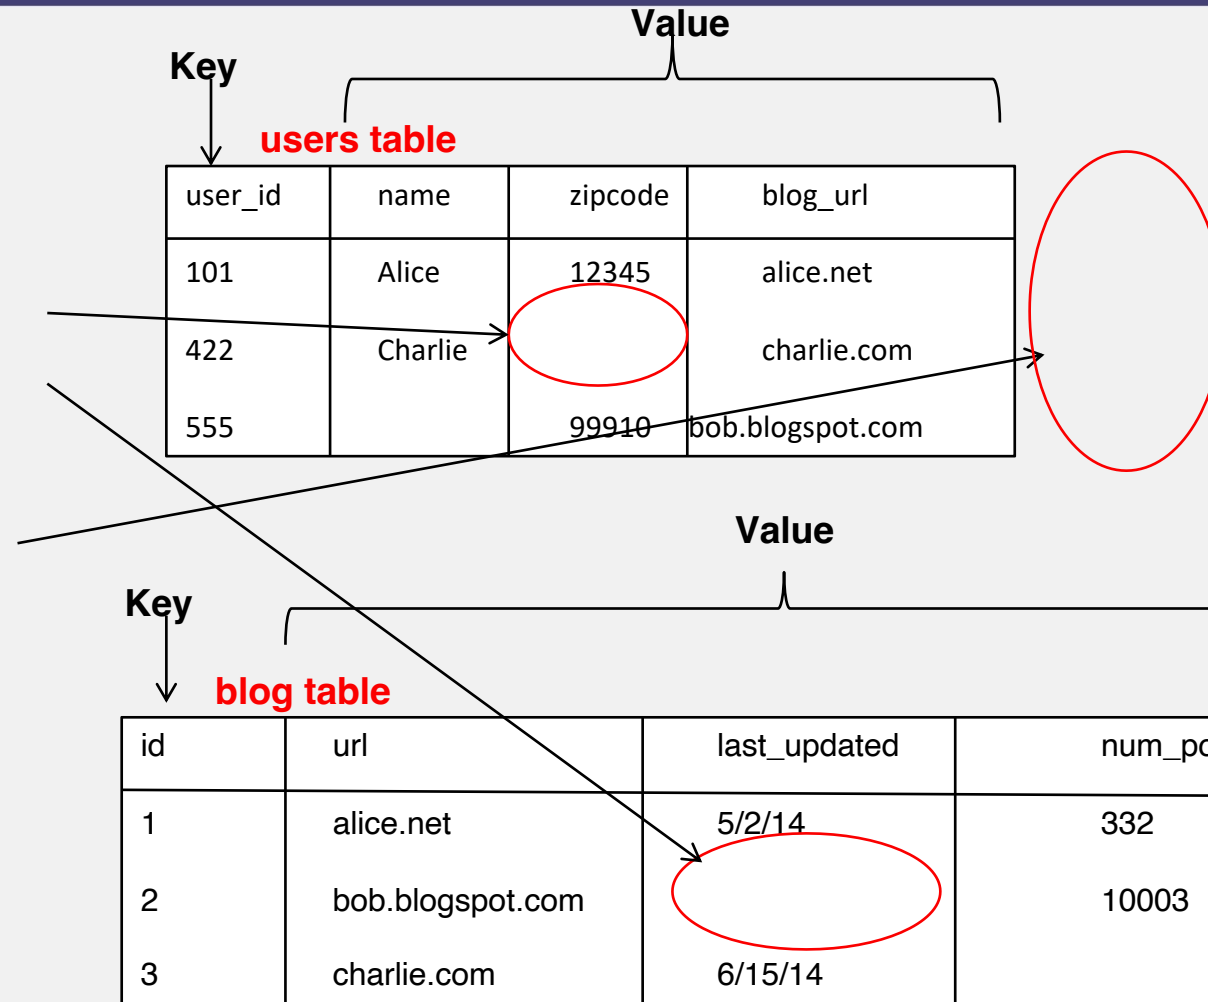 Value
Key
users table
user_id name zipcode blog_url
101 Alice 12345 alice.net
422 Charlie charlie.com
555 99910 bob.blogspot.com
Value
Key
blog table
id url last_updated num_po
1 alice.net 5/2/14 332
2 bob.blogspot.com 10003
3 charlie.com 6/15/14